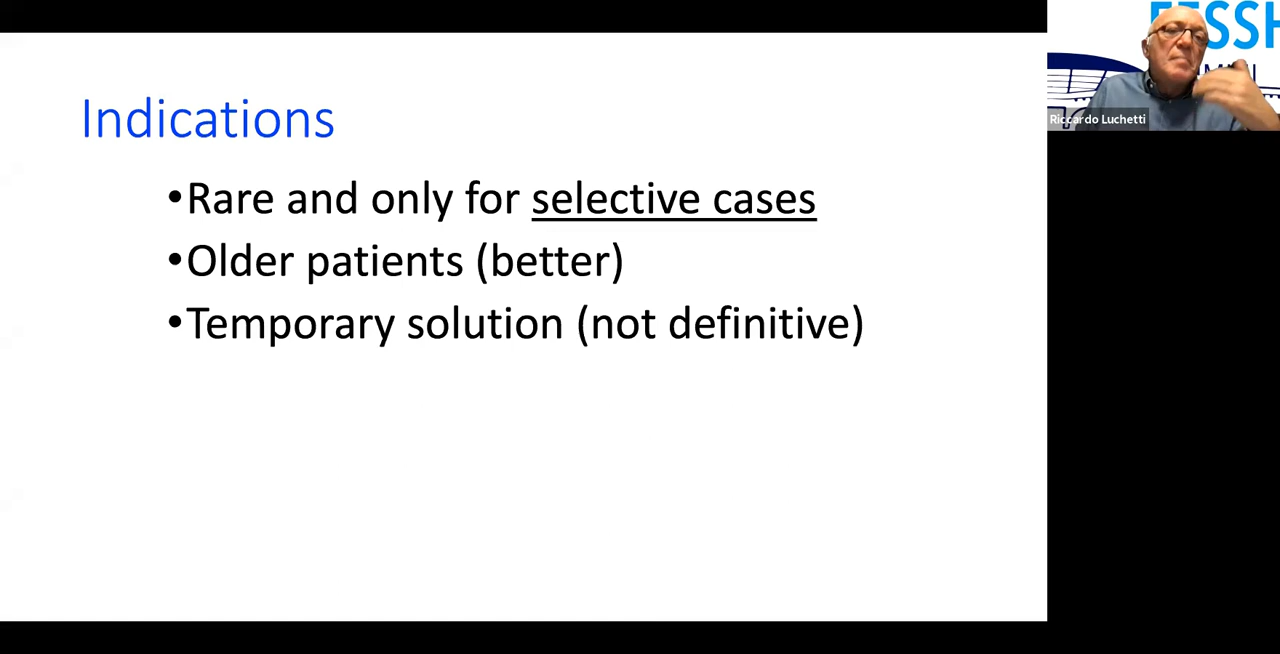 Indications
•Rare and only for selective cases
•Older patients (better)
•Temporary solution (not definitive)
Riccardo Luchetti